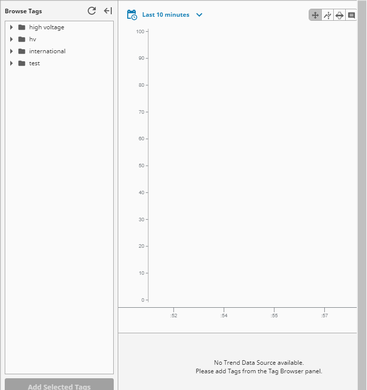 Browse Tags
high voltage
hv
international
test
Add Selected Tags
Last 10 minutes
100
90
80
70
60
50
40
30
20
10
0
:52 :54 :55 :57
No Trend Data Source available.
Please add Tags from the Tag Browser panel.